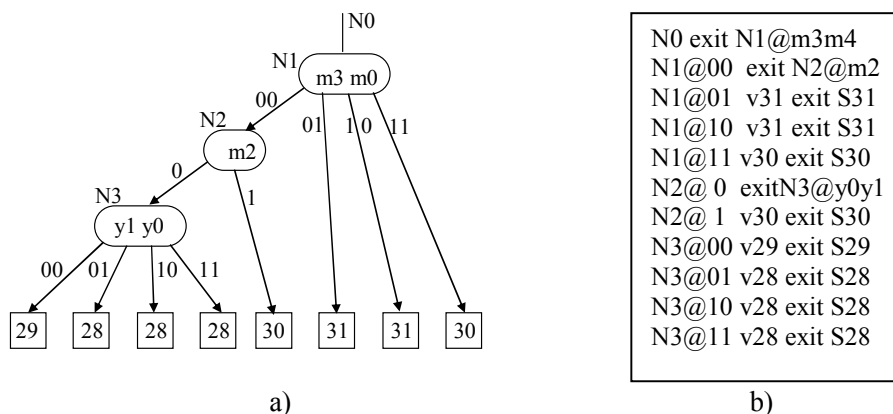 N0
N1
m3 m0
00
01
1 0
11
N2
m2
0
1
N3
y1 y0
00
01
10
11
29
28
28
28
30
31
31
30
a)
N0 exit N1@m3m4
N1@00 exit N2@m2
N1@01 v31 exit S31
N1@10 v31 exit S31
N1@11 v30 exit S30
N2@ 0 exitN3@y0y1
N2@ 1 v30 exit S30
N3@00 v29 exit S29
N3@01 v28 exit S28
N3@10 v28 exit S28
N3@11 v28 exit S28
b)